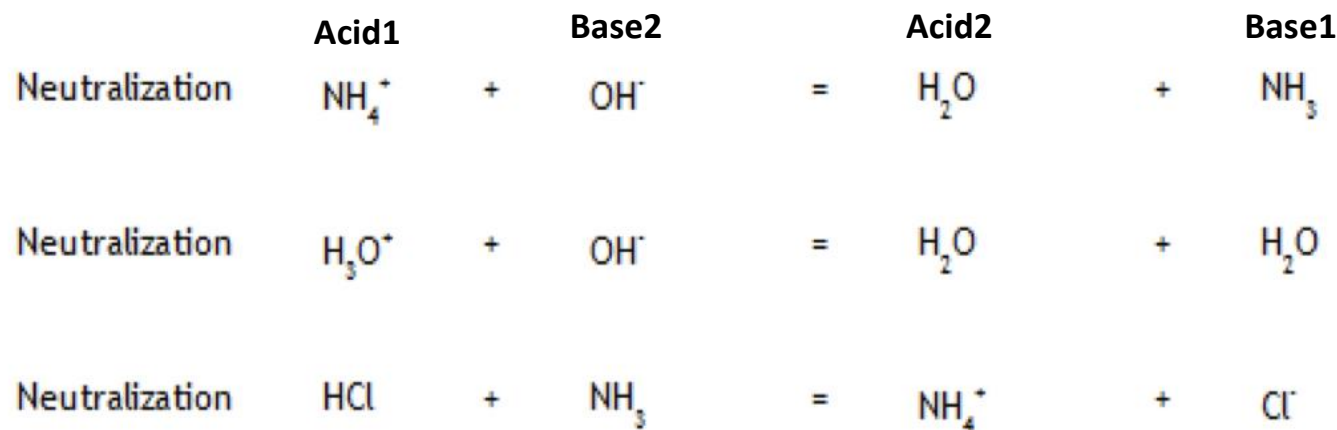 Acid1 Base2 Acid2 Base1
Neutralization NH₄⁺ + OH⁻ = H₂O + NH₃
Neutralization H₃O⁺ + OH⁻ = H₂O + H₂O
Neutralization HCl + NH₃ = NH₄⁺ + Cl⁻